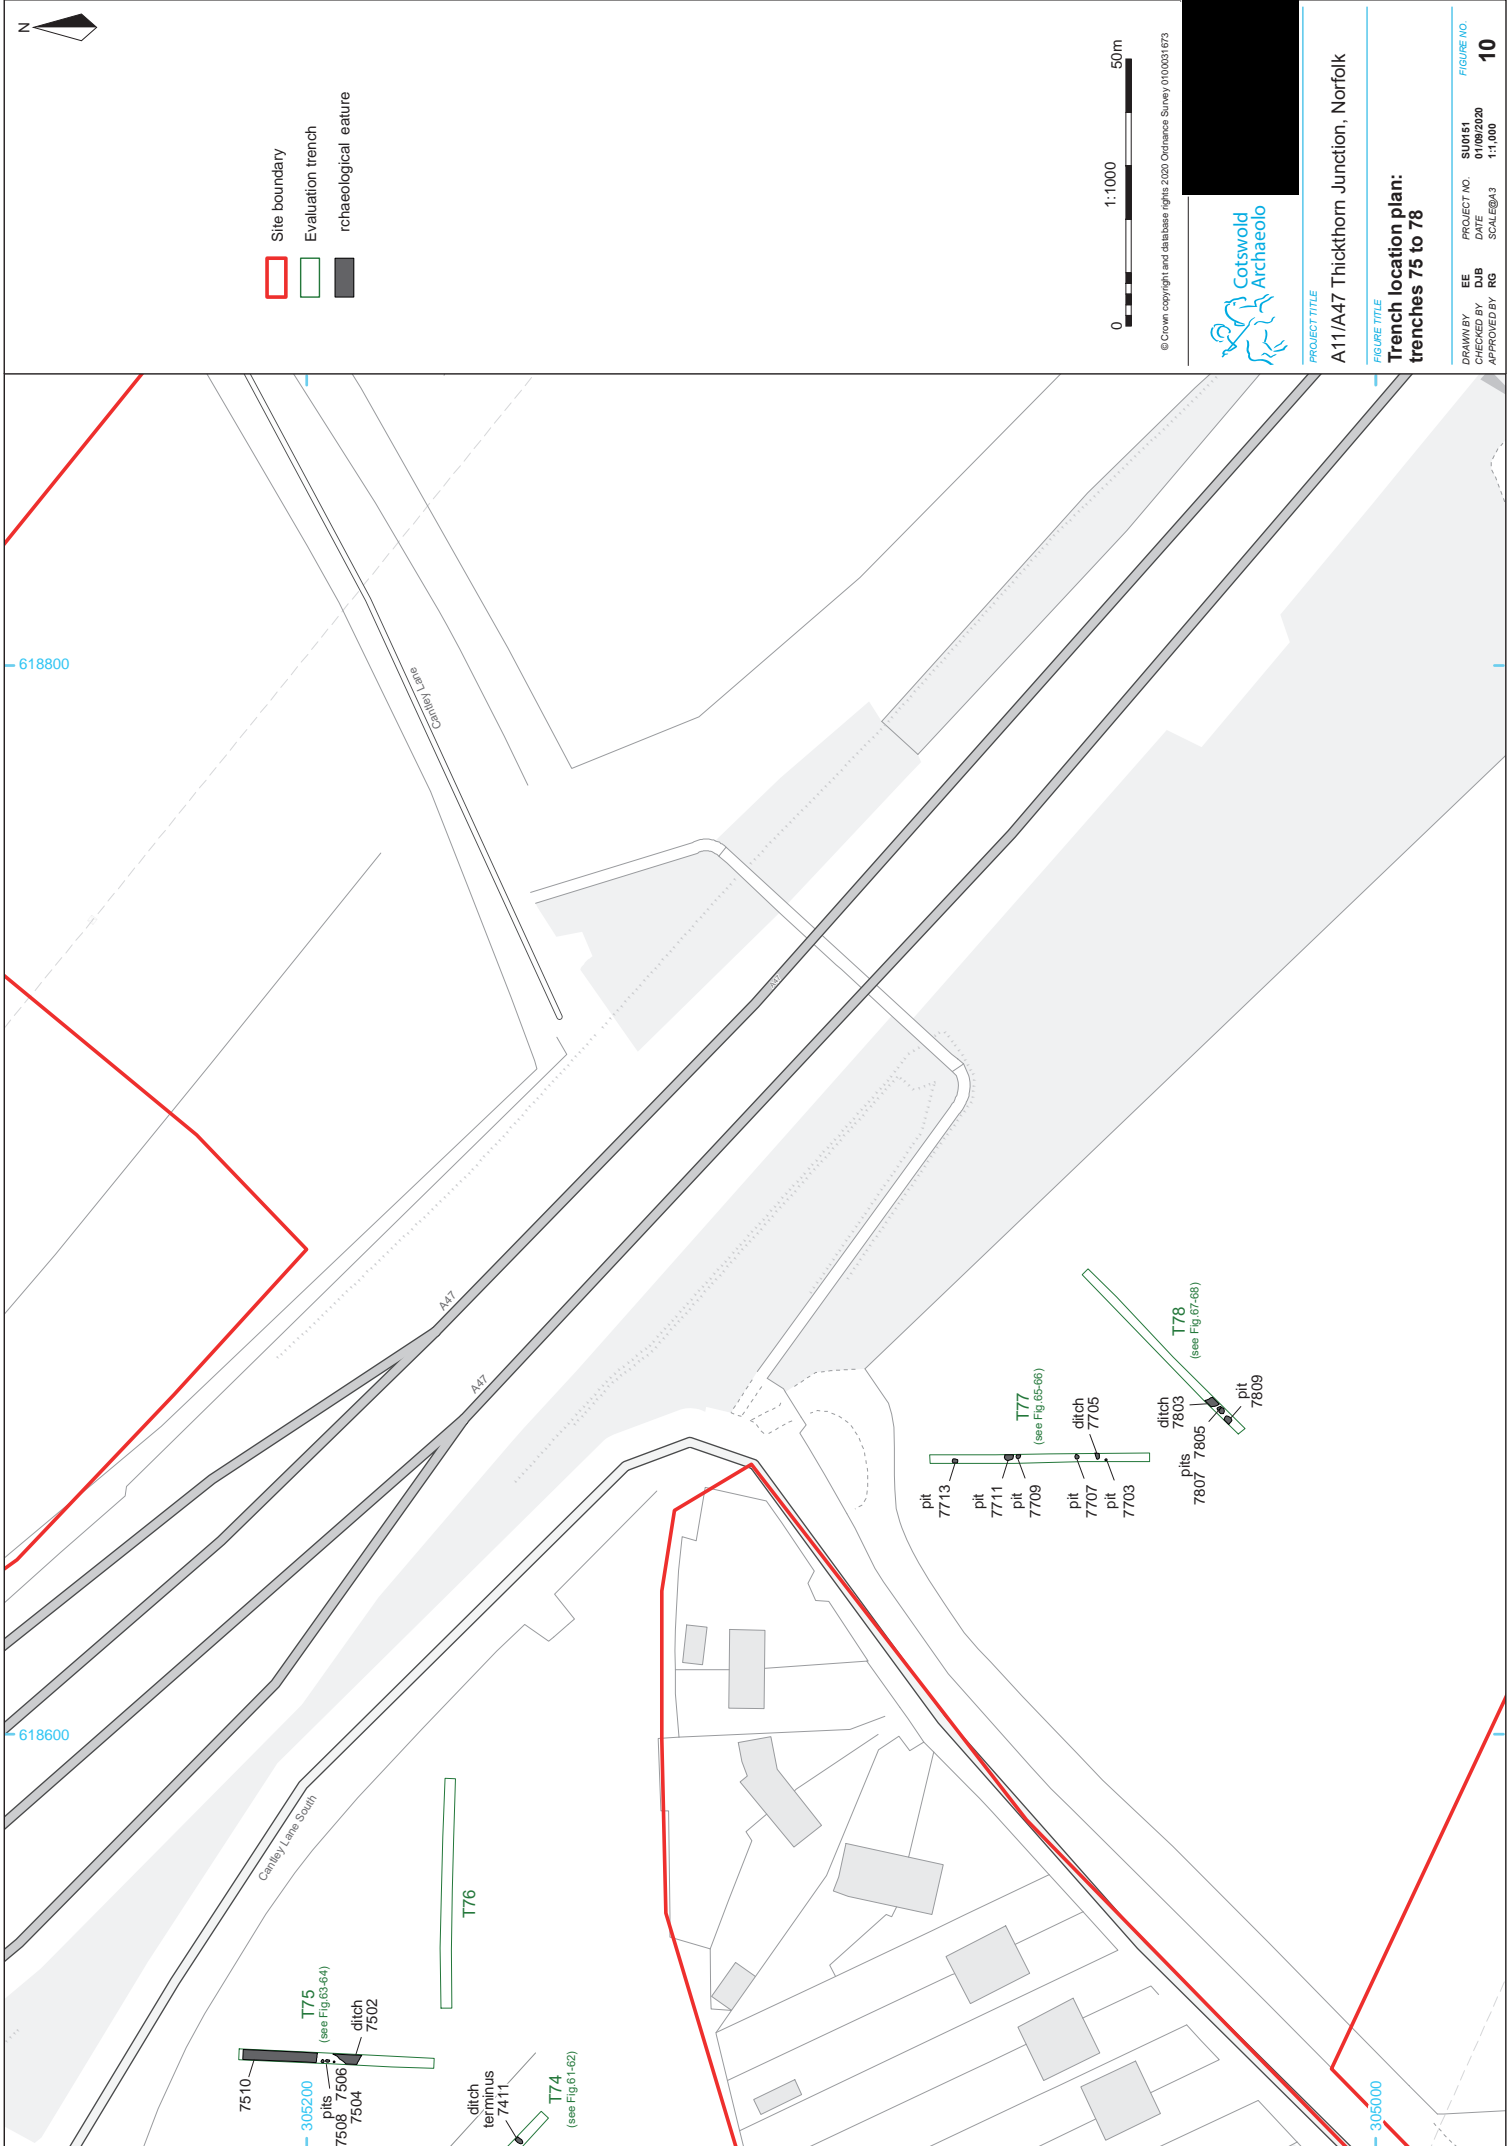 N
Site boundary
Evaluation trench
rchaeological eature
0
1:1000
50m
© Crown copyright and database rights 2020 Ordnance Survey 0100031673
Cotswold
Archaeolo
PROJECT TITLE
A11/A47 Thickthorn Junction, Norfolk
FIGURE TITLE
Trench location plan:
trenches 75 to 78
DRAWN BY EE
CHECKED BY DJB
APPROVED BY RG
PROJECT NO. SU0151
DATE 01/09/2020
SCALE@A3 1:1,000
FIGURE NO.
10
618800
618600
305200
305000
Cantley Lane
A47
A47
A47
Cantley Lane South
T75
(see Fig.63-64)
7510
pits
7508 7506
7504
ditch
7502
T76
T74
(see Fig.61-62)
ditch
terminus
7411
T77
(see Fig.65-66)
pit
7713
pit
7711
pit
7709
pit
7707
ditch
7705
pit
7703
T78
(see Fig.67-68)
ditch
7803
pits
7807 7805
pit
7809